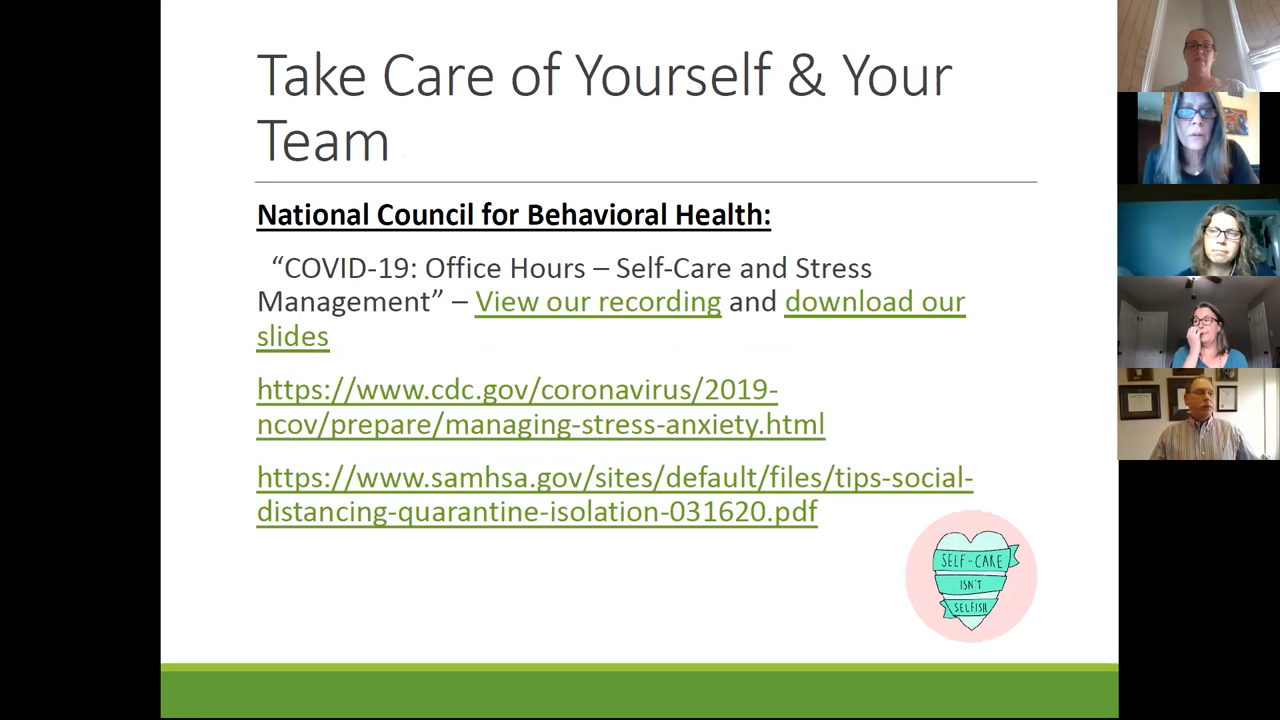 Take Care of Yourself & Your
Team
National Council for Behavioral Health:
“COVID-19: Office Hours – Self-Care and Stress
Management” – View our recording and download our
slides
https://www.cdc.gov/coronavirus/2019-
ncov/prepare/managing-stress-anxiety.html
https://www.samhsa.gov/sites/default/files/tips-social-
distancing-quarantine-isolation-031620.pdf
SELF-CARE
ISN'T
SELFISH